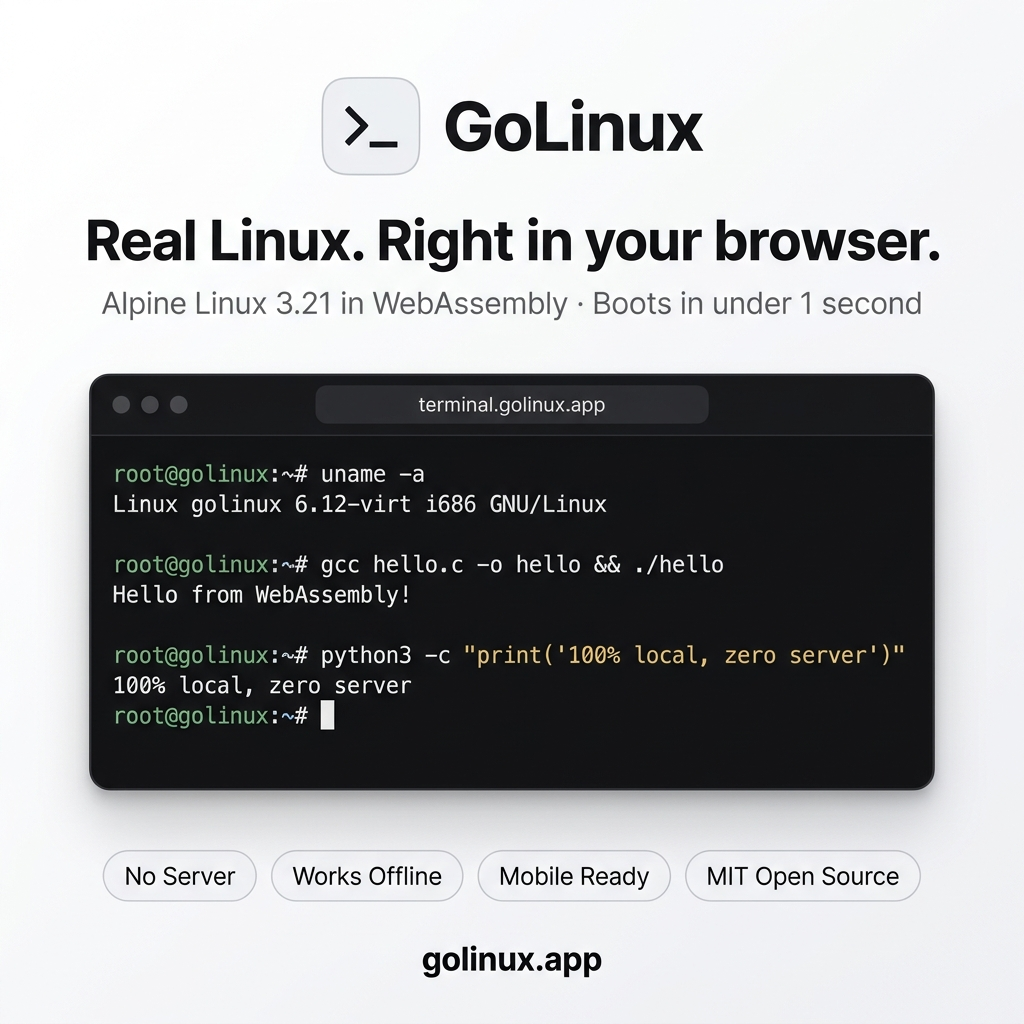 >_ GoLinux
Real Linux. Right in your browser.
Alpine Linux 3.21 in WebAssembly · Boots in under 1 second
terminal.golinux.app
root@golinux:~# uname -a
Linux golinux 6.12-virt i686 GNU/Linux
root@golinux:~# gcc hello.c -o hello && ./hello
Hello from WebAssembly!
root@golinux:~# python3 -c "print('100% local, zero server')"
100% local, zero server
root@golinux:~#
No Server
Works Offline
Mobile Ready
MIT Open Source
golinux.app